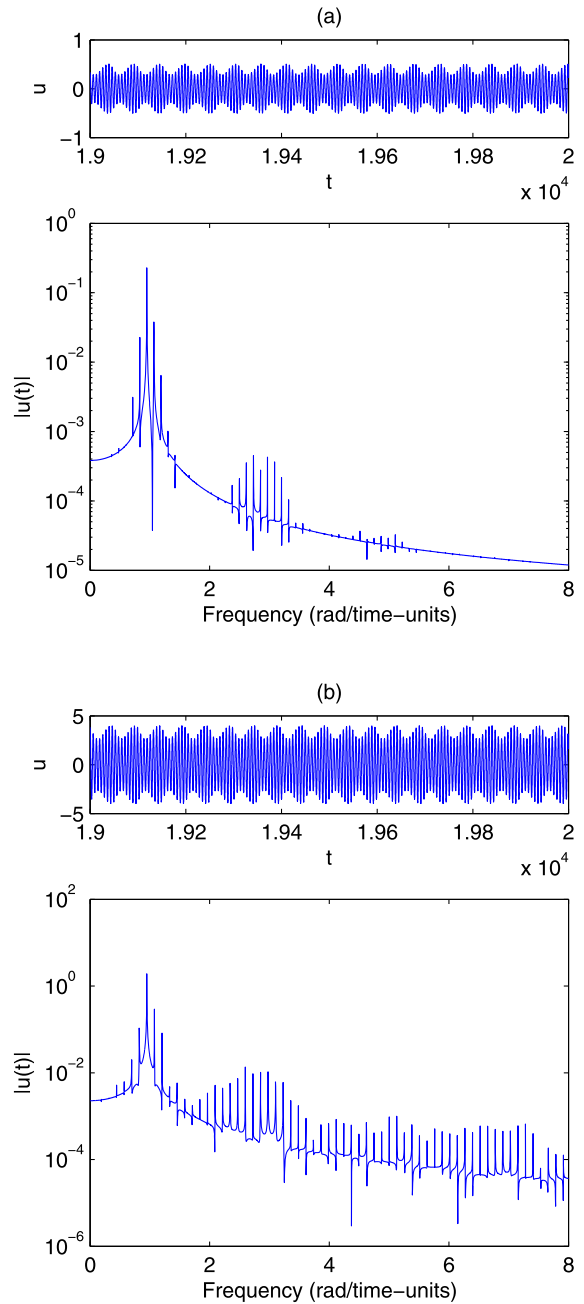 (a)
1
0
−1
u
1.9 1.92 1.94 1.96 1.98 2
t
x 10^4
10^0
10^−1
10^−2
10^−3
10^−4
10^−5
|u(t)|
0 2 4 6 8
Frequency (rad/time−units)
(b)
5
0
−5
u
1.9 1.92 1.94 1.96 1.98 2
t
x 10^4
10^2
10^0
10^−2
10^−4
10^−6
|u(t)|
0 2 4 6 8
Frequency (rad/time−units)